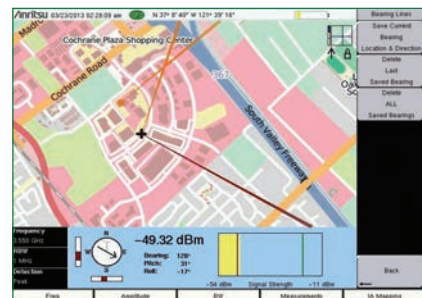 Anritsu 03/23/2013 02:28:09 am
N 37° 8' 49" W 121° 39' 16"
Bearing Lines
Save Current
Bearing
Location & Direction
Delete
Last
Saved Bearing
Delete
ALL
Saved Bearings
Back
Cochrane Plaza Shopping Center
Cochrane Road
367
South Valley Freeway
Frequency
3.550 GHz
RBW
1 MHz
Detection
Peak
N
W
E
S
-49.32 dBm
Bearing: 120°
Pitch: 31°
Roll: -17°
-54 dBm Signal Strength -11 dBm
Freq Amplitude BW Measurements IA Mapping